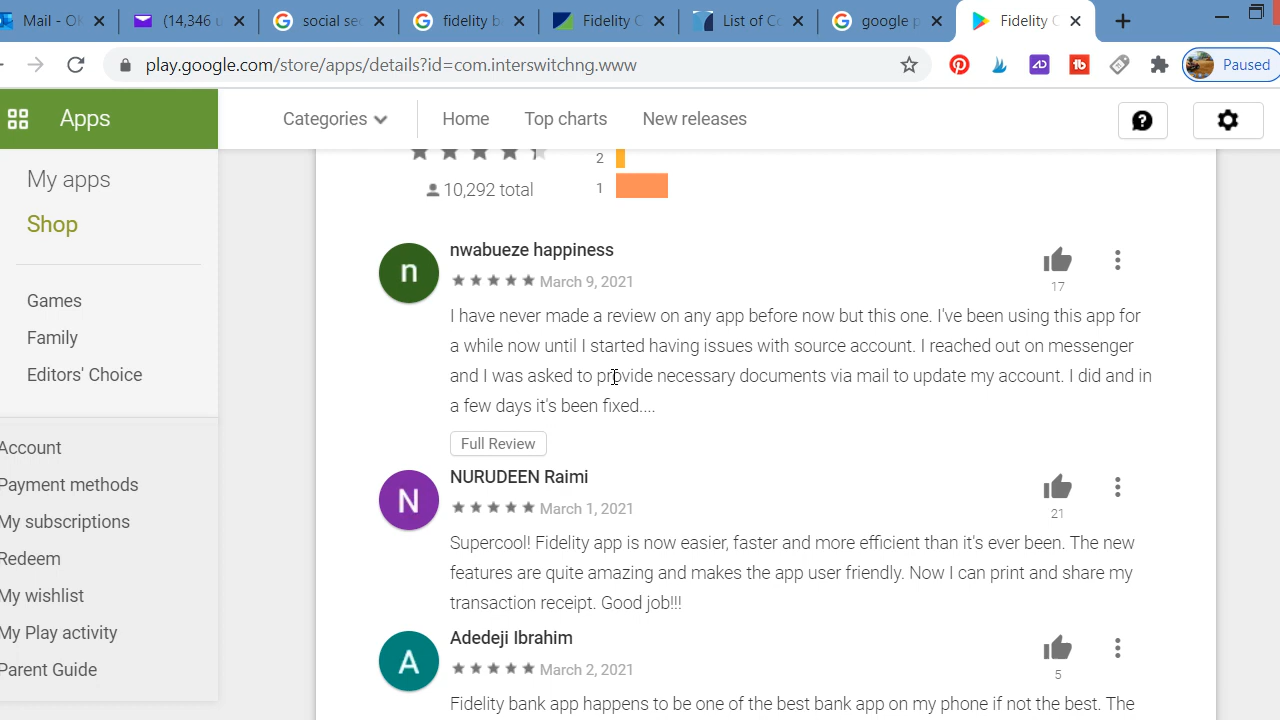 Mail - Ok
(14,346 u
social sec
fidelity ba
Fidelity O
List of Co
google p
Fidelity O
play.google.com/store/apps/details?id=com.interswitchng.www
Paused
Apps
Categories
Home
Top charts
New releases
My apps
Shop
Games
Family
Editors' Choice
Account
Payment methods
My subscriptions
Redeem
My wishlist
My Play activity
Parent Guide
2
10,292 total
1
n
nwabueze happiness
March 9, 2021
17
I have never made a review on any app before now but this one. I've been using this app for
a while now until I started having issues with source account. I reached out on messenger
and I was asked to provide necessary documents via mail to update my account. I did and in
a few days it's been fixed....
Full Review
N
NURUDEEN Raimi
March 1, 2021
21
Supercool! Fidelity app is now easier, faster and more efficient than it's ever been. The new
features are quite amazing and makes the app user friendly. Now I can print and share my
transaction receipt. Good job!!!
A
Adedeji Ibrahim
March 2, 2021
5
Fidelity bank app happens to be one of the best bank app on my phone if not the best. The